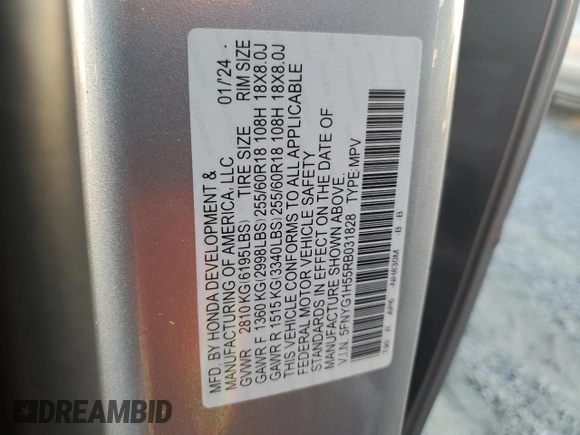 MFD. BY HONDA DEVELOPMENT &
MANUFACTURING OF AMERICA, LLC 01/24
GVWR 2810 KG(6195LBS) TIRE SIZE RIM SIZE
GAWR F 1360 KG(2998LBS)255/60R18 108H 18X8.0J
GAWR R 1515 KG(3340LBS)255/60R18 108H 18X8.0J
THIS VEHICLE CONFORMS TO ALL APPLICABLE
FEDERAL MOTOR VEHICLE SAFETY
STANDARDS IN EFFECT ON THE DATE OF
MANUFACTURE SHOWN ABOVE.
V.I.N. 5FNYG1H55RB031828 TYPE:MPV
T90 R AP6 -NH830M -B -B
DREAMBID